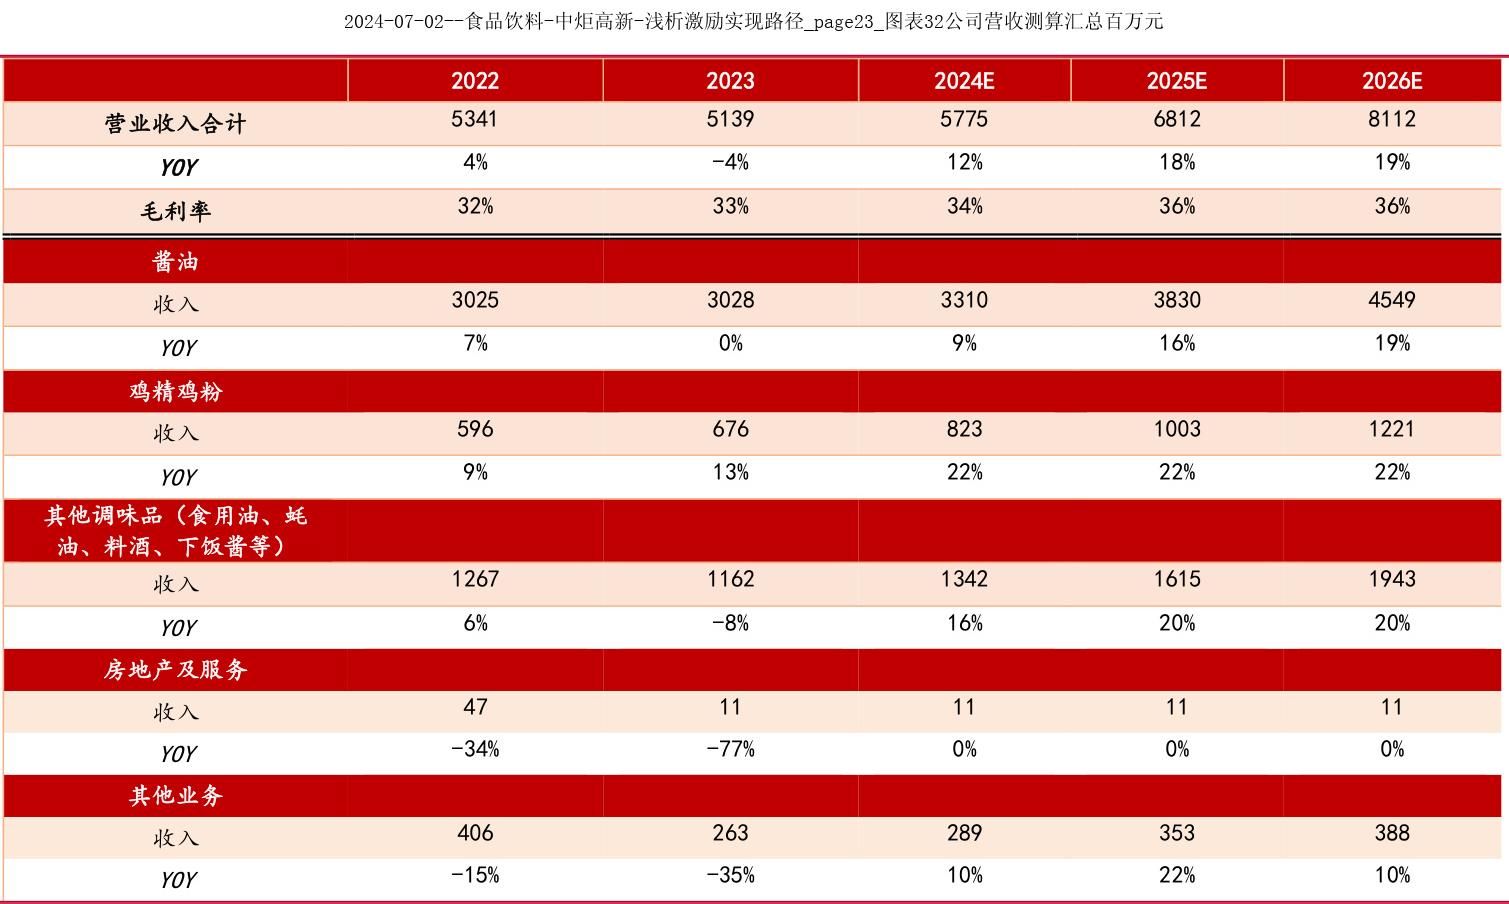 2024-07-02--食品饮料-中炬高新-浅析激励实现路径_page23_图表32公司营收测算汇总百万元
2022 2023 2024E 2025E 2026E
营业收入合计 5341 5139 5775 6812 8112
YOY 4% -4% 12% 18% 19%
毛利率 32% 33% 34% 36% 36%
酱油
收入 3025 3028 3310 3830 4549
YOY 7% 0% 9% 16% 19%
鸡精鸡粉
收入 596 676 823 1003 1221
YOY 9% 13% 22% 22% 22%
其他调味品（食用油、蚝
油、料酒、下饭酱等）
收入 1267 1162 1342 1615 1943
YOY 6% -8% 16% 20% 20%
房地产及服务
收入 47 11 11 11 11
YOY -34% -77% 0% 0% 0%
其他业务
收入 406 263 289 353 388
YOY -15% -35% 10% 22% 10%